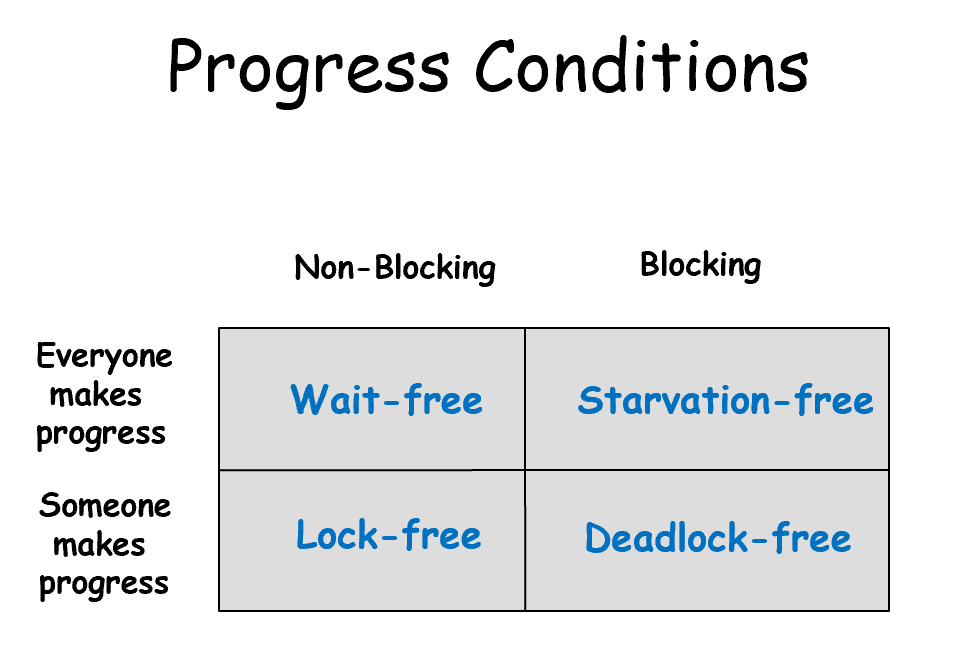 Progress Conditions
Non-Blocking
Blocking
Everyone
makes
progress
Wait-free
Starvation-free
Someone
makes
progress
Lock-free
Deadlock-free